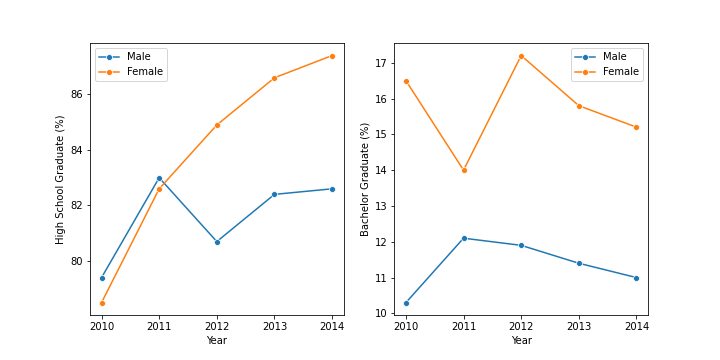 Male
Female
86
84
82
80
High School Graduate (%)
2010 2011 2012 2013 2014
Year
Male
Female
17
16
15
14
13
12
11
10
Bachelor Graduate (%)
2010 2011 2012 2013 2014
Year